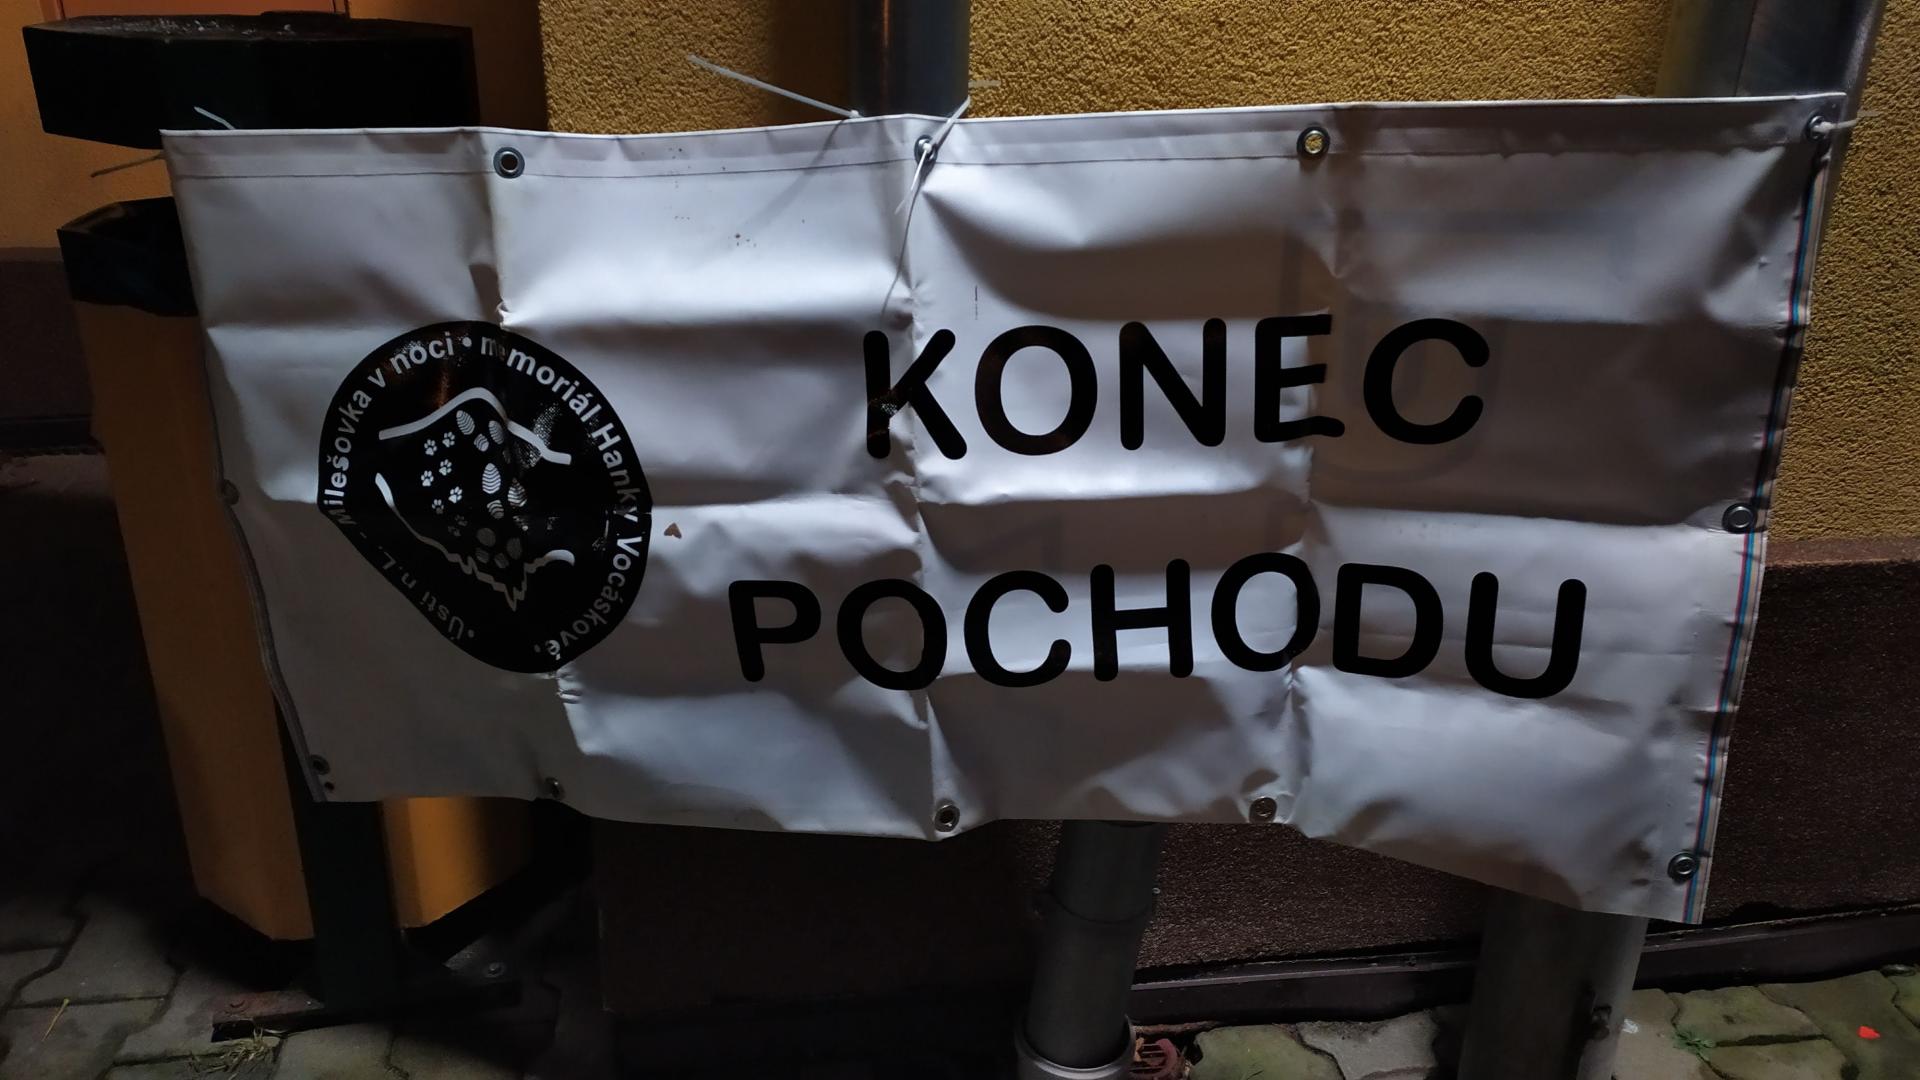 Milešovka v noci • memoriál Hanky Vocáskové.
• Ústí n.L. -
KONEC
POCHODU